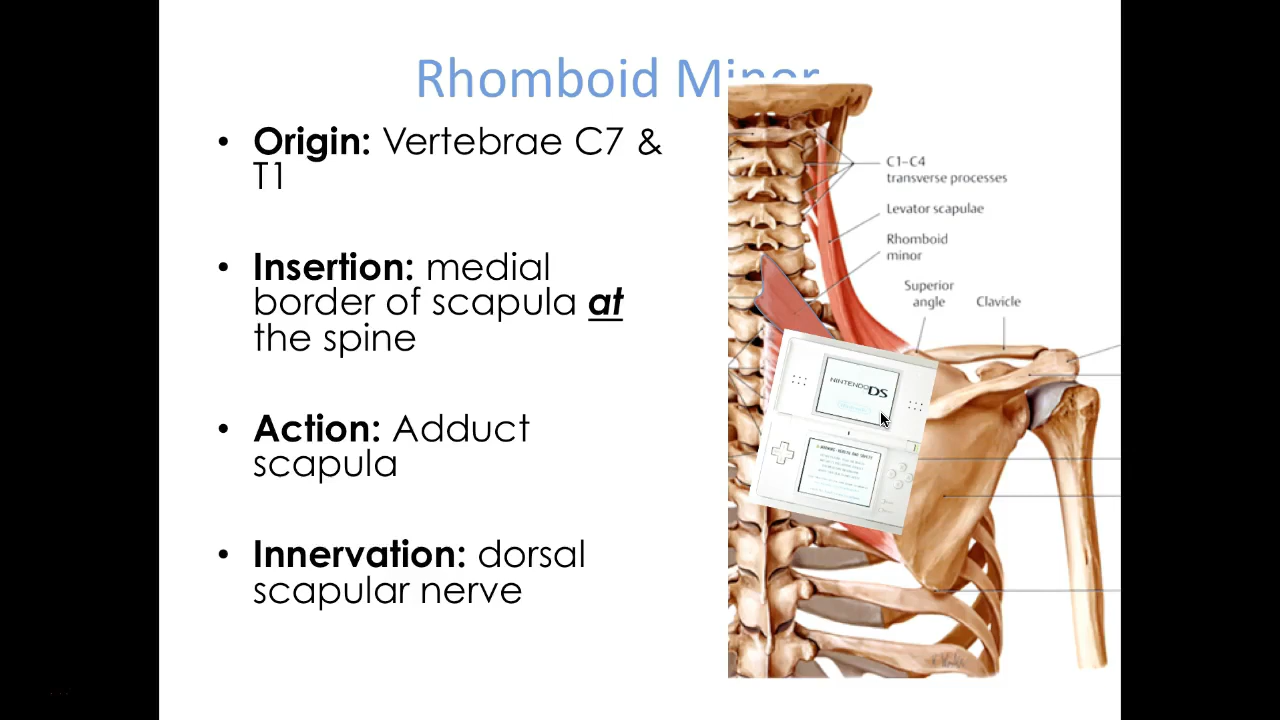 Rhomboid Minor
• Origin: Vertebrae C7 &
T1
• Insertion: medial
border of scapula at
the spine
• Action: Adduct
scapula
• Innervation: dorsal
scapular nerve
C1–C4
transverse processes
Levator scapulae
Rhomboid
minor
Superior
angle
Clavicle
NINTENDO DS